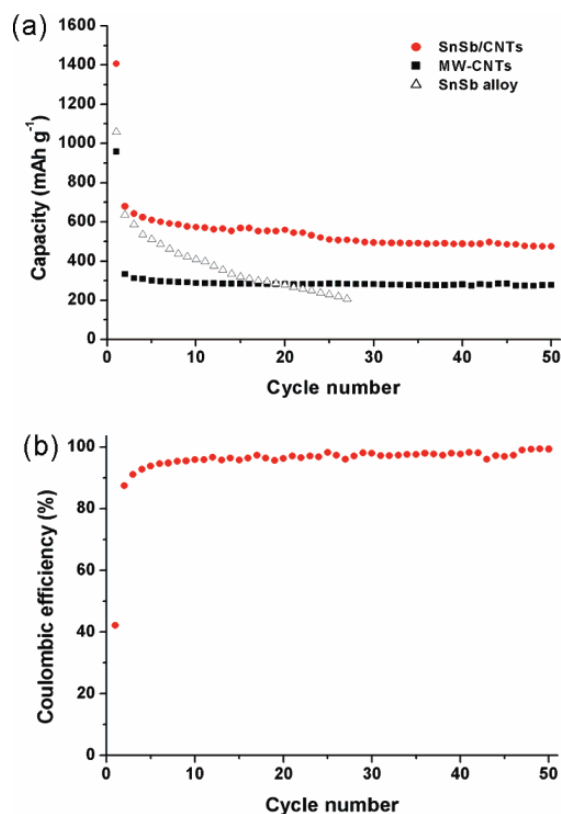 (a)
1600
1400
1200
1000
800
600
400
200
0
Capacity (mAh g⁻¹)
SnSb/CNTs
MW-CNTs
SnSb alloy
0 10 20 30 40 50
Cycle number
(b)
100
80
60
40
20
0
Coulombic efficiency (%)
0 10 20 30 40 50
Cycle number